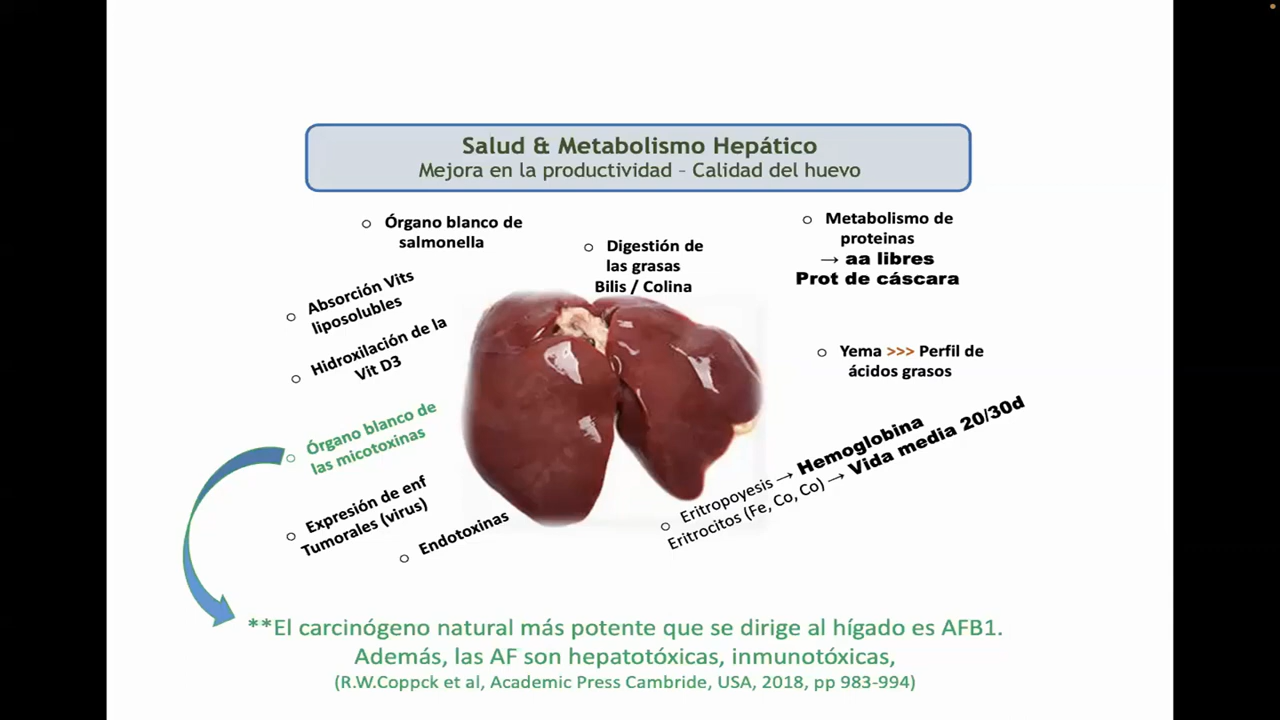 Salud & Metabolismo Hepático
Mejora en la productividad – Calidad del huevo
o Órgano blanco de
salmonella
o Digestión de
las grasas
Bilis / Colina
o Metabolismo de
proteinas
→ aa libres
Prot de cáscara
o Absorción Vits
liposolubles
o Hidroxilación de la
Vit D3
o Yema >>> Perfil de
ácidos grasos
o Órgano blanco de
las micotoxinas
o Expresión de enf
Tumorales (virus)
o Endotoxinas
o Eritropoyesis → Hemoglobina
Eritrocitos (Fe, Co, Co) → Vida media 20/30d
**El carcinógeno natural más potente que se dirige al hígado es AFB1.
Además, las AF son hepatotóxicas, inmunotóxicas,
(R.W.Coppck et al, Academic Press Cambride, USA, 2018, pp 983-994)